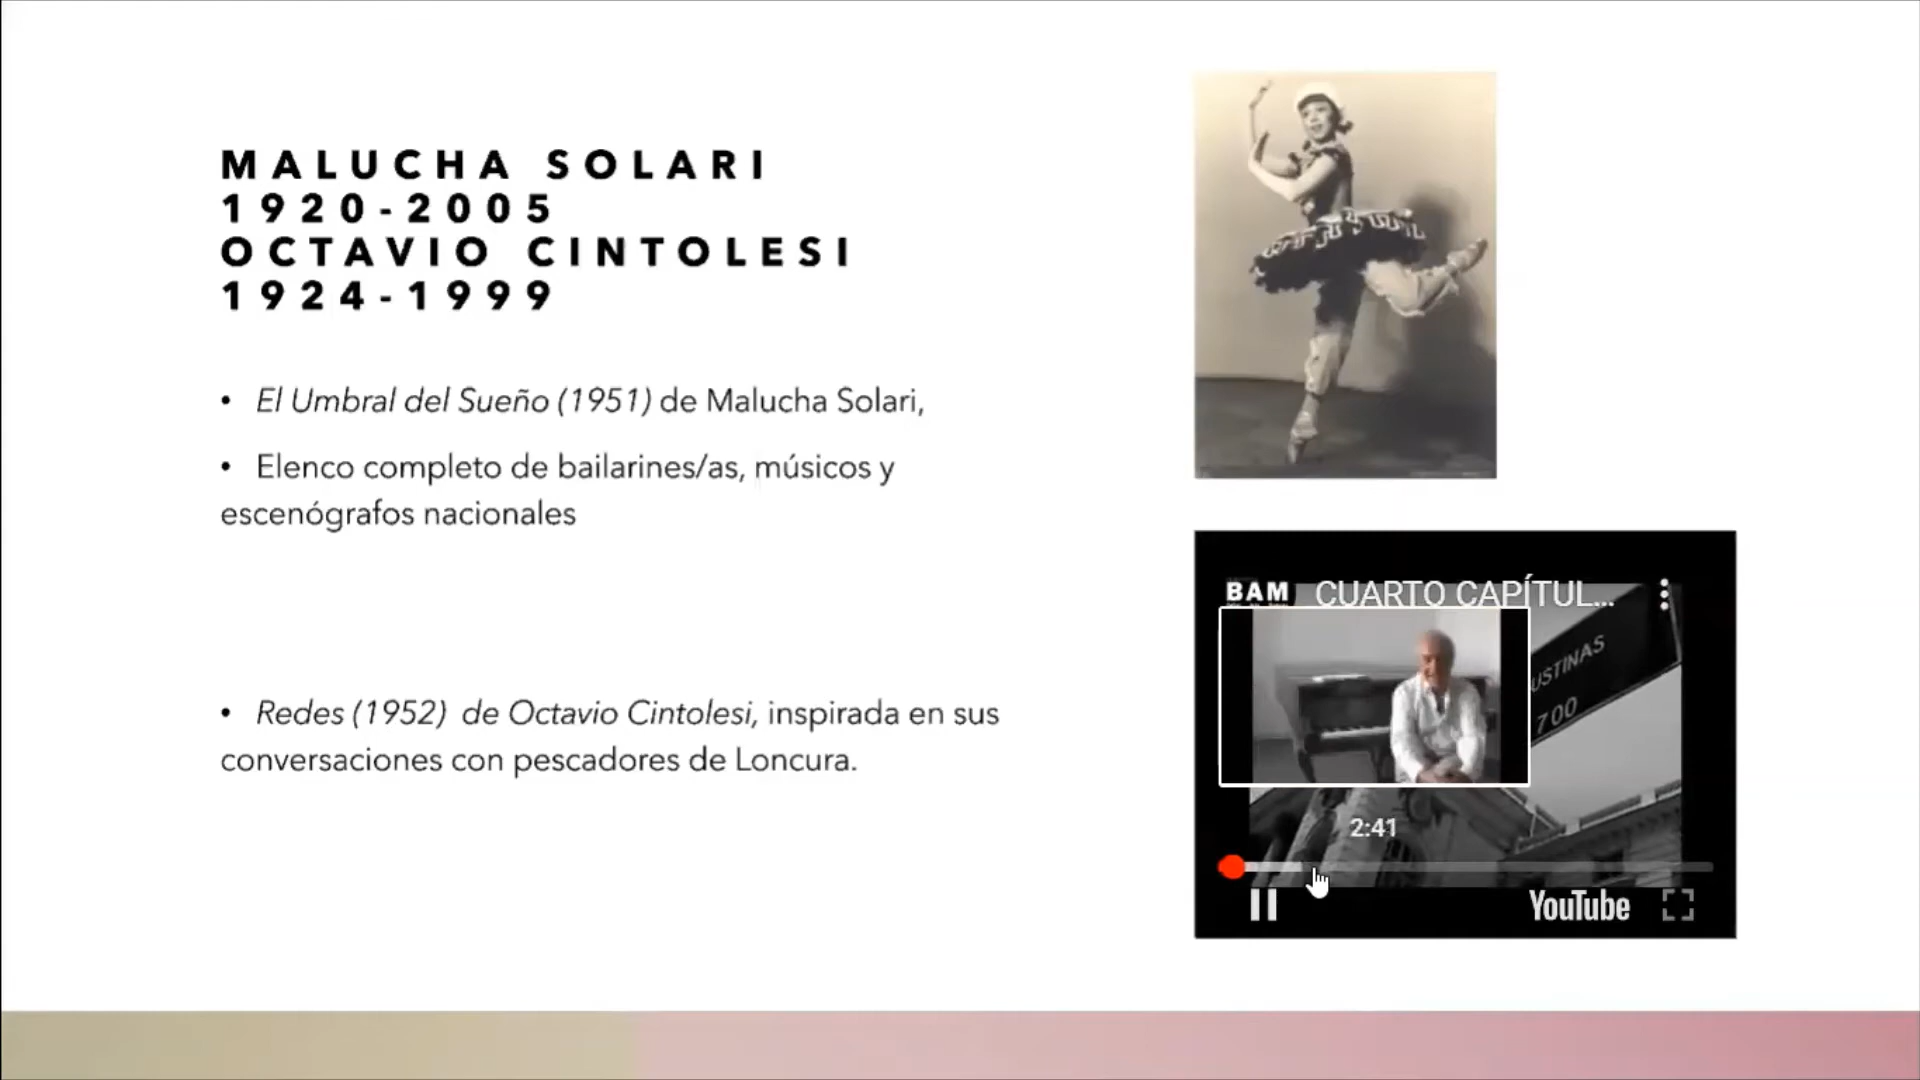 MALUCHA SOLARI
1920-2005
OCTAVIO CINTOLESI
1924-1999
• El Umbral del Sueño (1951) de Malucha Solari,
• Elenco completo de bailarines/as, músicos y
escenógrafos nacionales
• Redes (1952) de Octavio Cintolesi, inspirada en sus
conversaciones con pescadores de Loncura.
BAM CUARTO CAPÍTUL...
USTINAS
700
2:41
YouTube